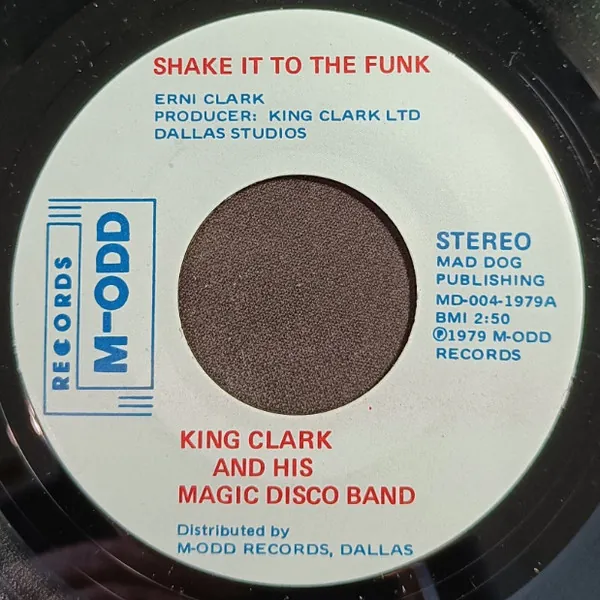 SHAKE IT TO THE FUNK
ERNI CLARK
PRODUCER: KING CLARK LTD
DALLAS STUDIOS
RECORDS
M-ODD
STEREO
MAD DOG
PUBLISHING
MD-004-1979A
BMI 2:50
℗1979 M-ODD
RECORDS
KING CLARK
AND HIS
MAGIC DISCO BAND
Distributed by
M-ODD RECORDS, DALLAS